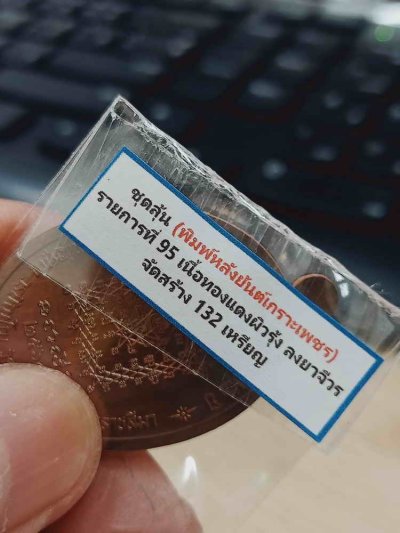 ชุดลุ้น (พิมพ์หลังยันต์เกราะเพชร)
รายการที่ 95 เนื้อทองแดงผิวรุ้ง ลงยาจีวร
จัดสร้าง 132 เหรียญ